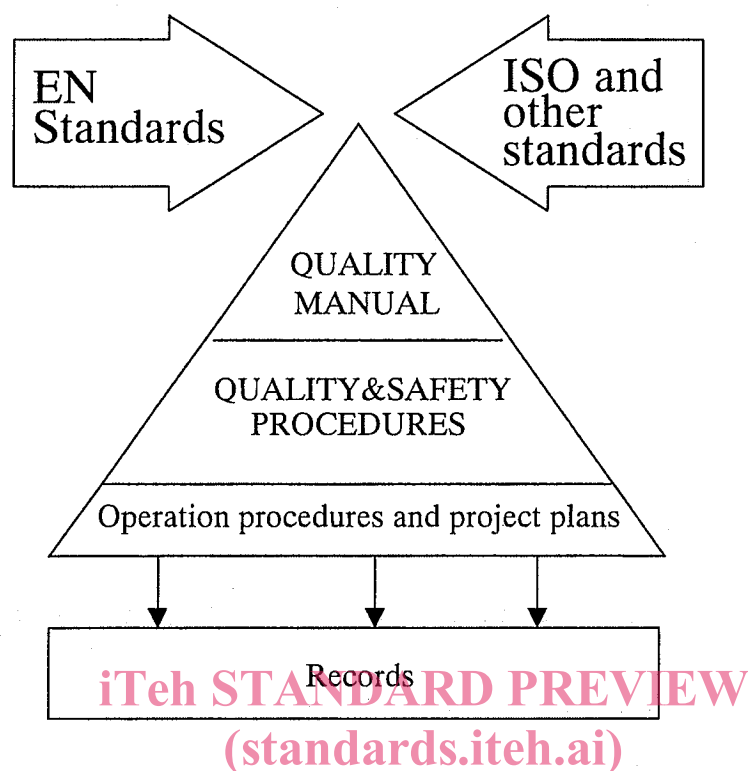 EN
Standards
ISO and
other
standards
QUALITY
MANUAL
QUALITY&SAFETY
PROCEDURES
Operation procedures and project plans
Records
iTeh STANDARD PREVIEW
(standards.iteh.ai)